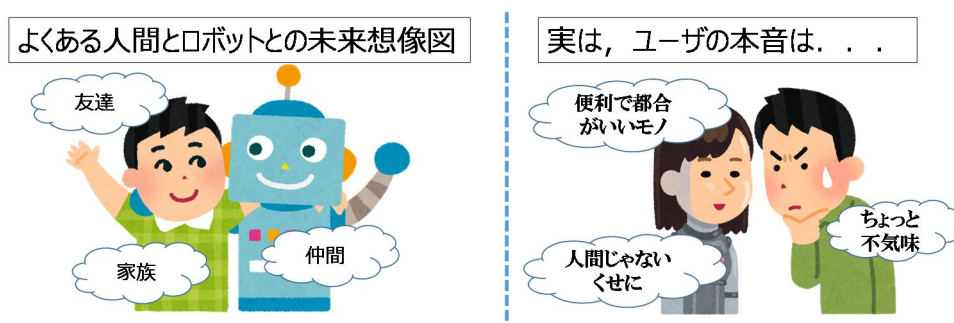 よくある人間とロボットとの未来想像図
友達
家族
仲間
実は，ユーザの本音は．．．
便利で都合
がいいモノ
人間じゃない
くせに
ちょっと
不気味